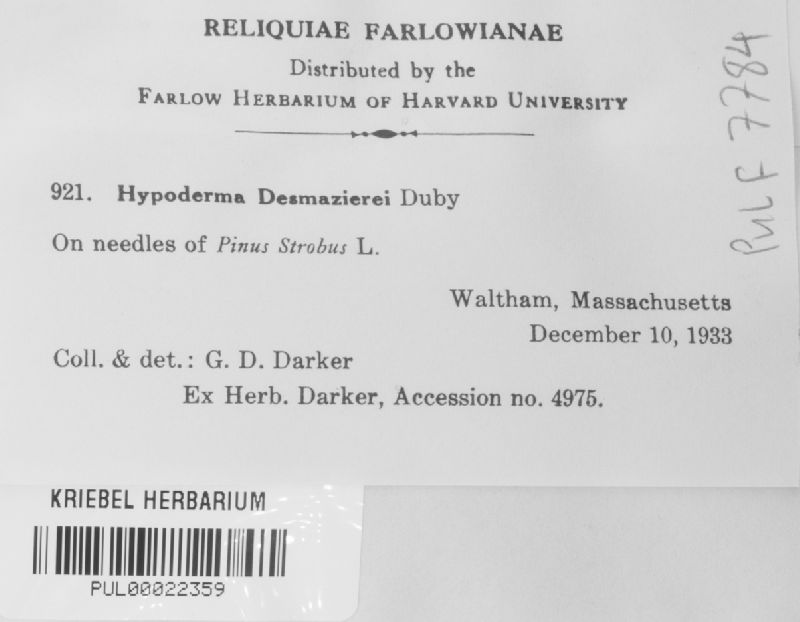 RELIQUIAE FARLOWIANAE
Distributed by the
FARLOW HERBARIUM OF HARVARD UNIVERSITY
921. Hypoderma Desmazierei Duby
On needles of Pinus Strobus L.
Waltham, Massachusetts
December 10, 1933
Coll. & det.: G. D. Darker
Ex Herb. Darker, Accession no. 4975.
PUL F 7784
KRIEBEL HERBARIUM
PUL00022359